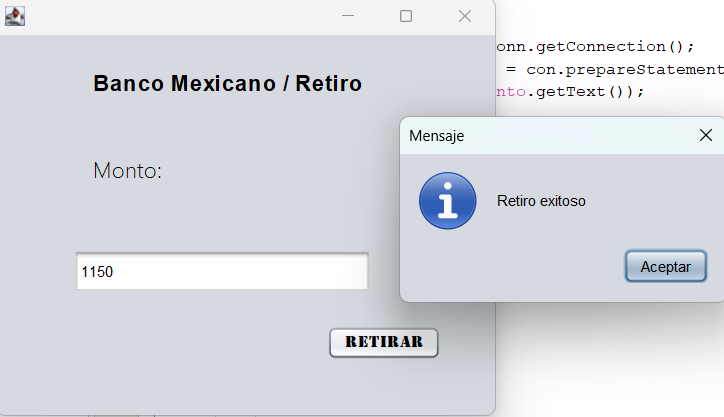 onn.getConnection();
= con.prepareStatement
nto.getText());
Banco Mexicano / Retiro
Monto:
1150
RETIRAR
Mensaje
Retiro exitoso
Aceptar